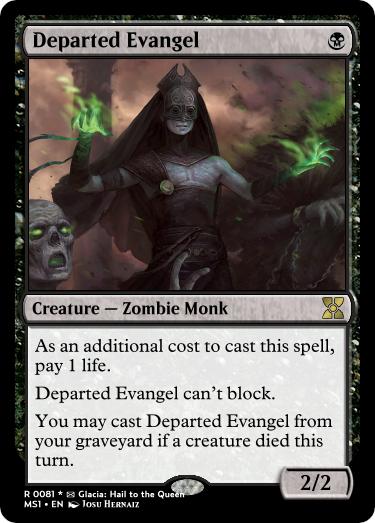 Departed Evangel
Creature — Zombie Monk
As an additional cost to cast this spell,
pay 1 life.
Departed Evangel can't block.
You may cast Departed Evangel from
your graveyard if a creature died this
turn.
2/2
R 0081 * Glacia: Hail to the Queen
MS1 • EN Josu Hernaiz